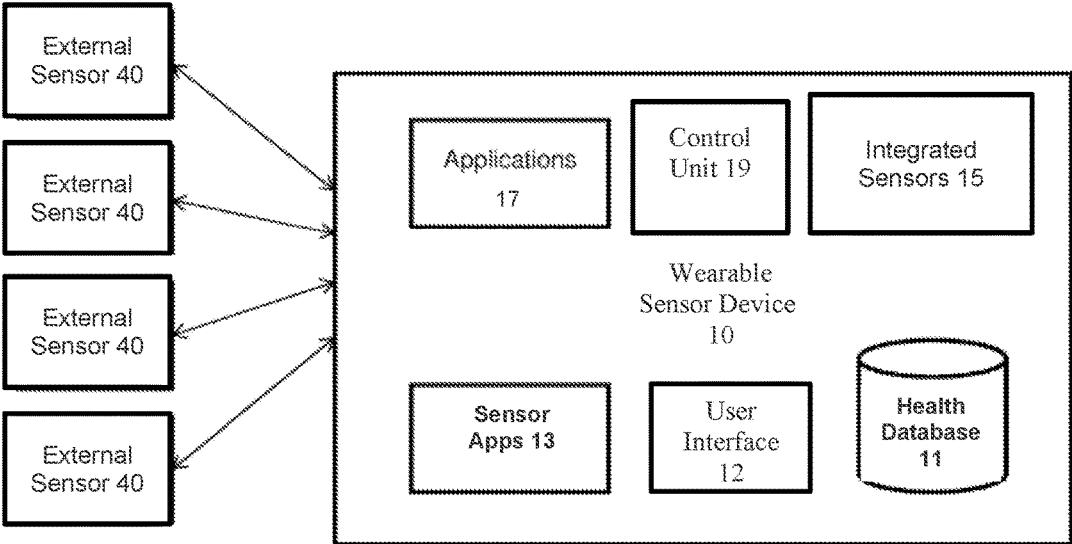 External
Sensor 40
External
Sensor 40
External
Sensor 40
External
Sensor 40
Applications
17
Control
Unit 19
Integrated
Sensors 15
Wearable
Sensor Device
10
Sensor
Apps 13
User
Interface
12
Health
Database
11